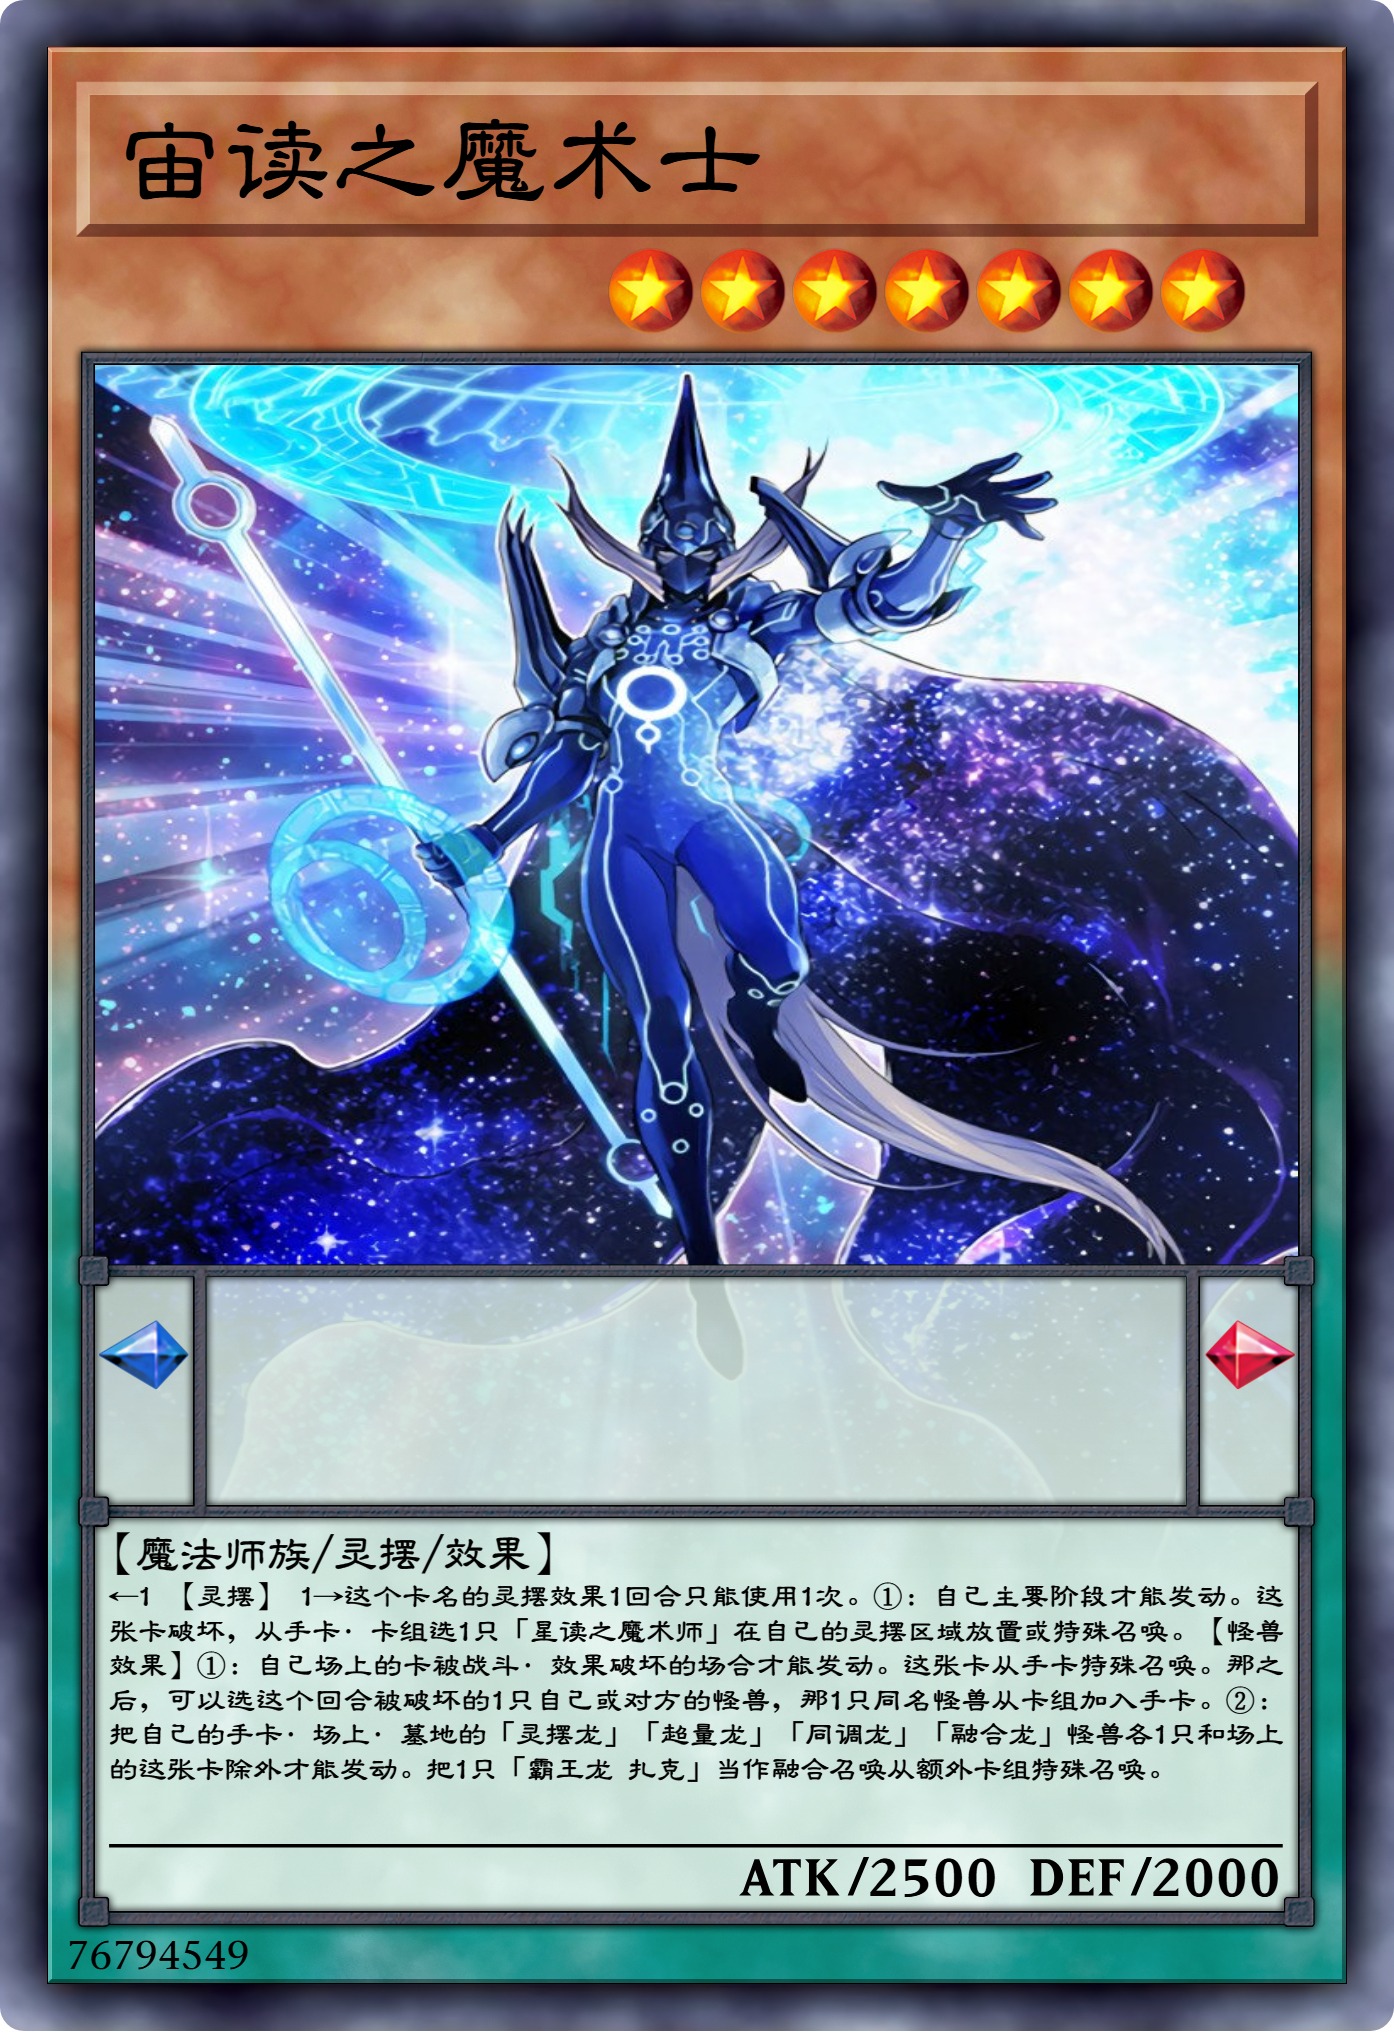 宙读之魔术士
【魔法师族/灵摆/效果】
←1 【灵摆】 1→这个卡名的灵摆效果1回合只能使用1次。①：自己主要阶段才能发动。这
张卡破坏，从手卡·卡组选1只「星读之魔术师」在自己的灵摆区域放置或特殊召唤。【怪兽
效果】①：自己场上的卡被战斗·效果破坏的场合才能发动。这张卡从手卡特殊召唤。那之
后，可以选这个回合被破坏的1只自己或对方的怪兽，那1只同名怪兽从卡组加入手卡。②：
把自己的手卡·场上·墓地的「灵摆龙」「超量龙」「同调龙」「融合龙」怪兽各1只和场上
的这张卡除外才能发动。把1只「霸王龙 扎克」当作融合召唤从额外卡组特殊召唤。
ATK/2500 DEF/2000
76794549